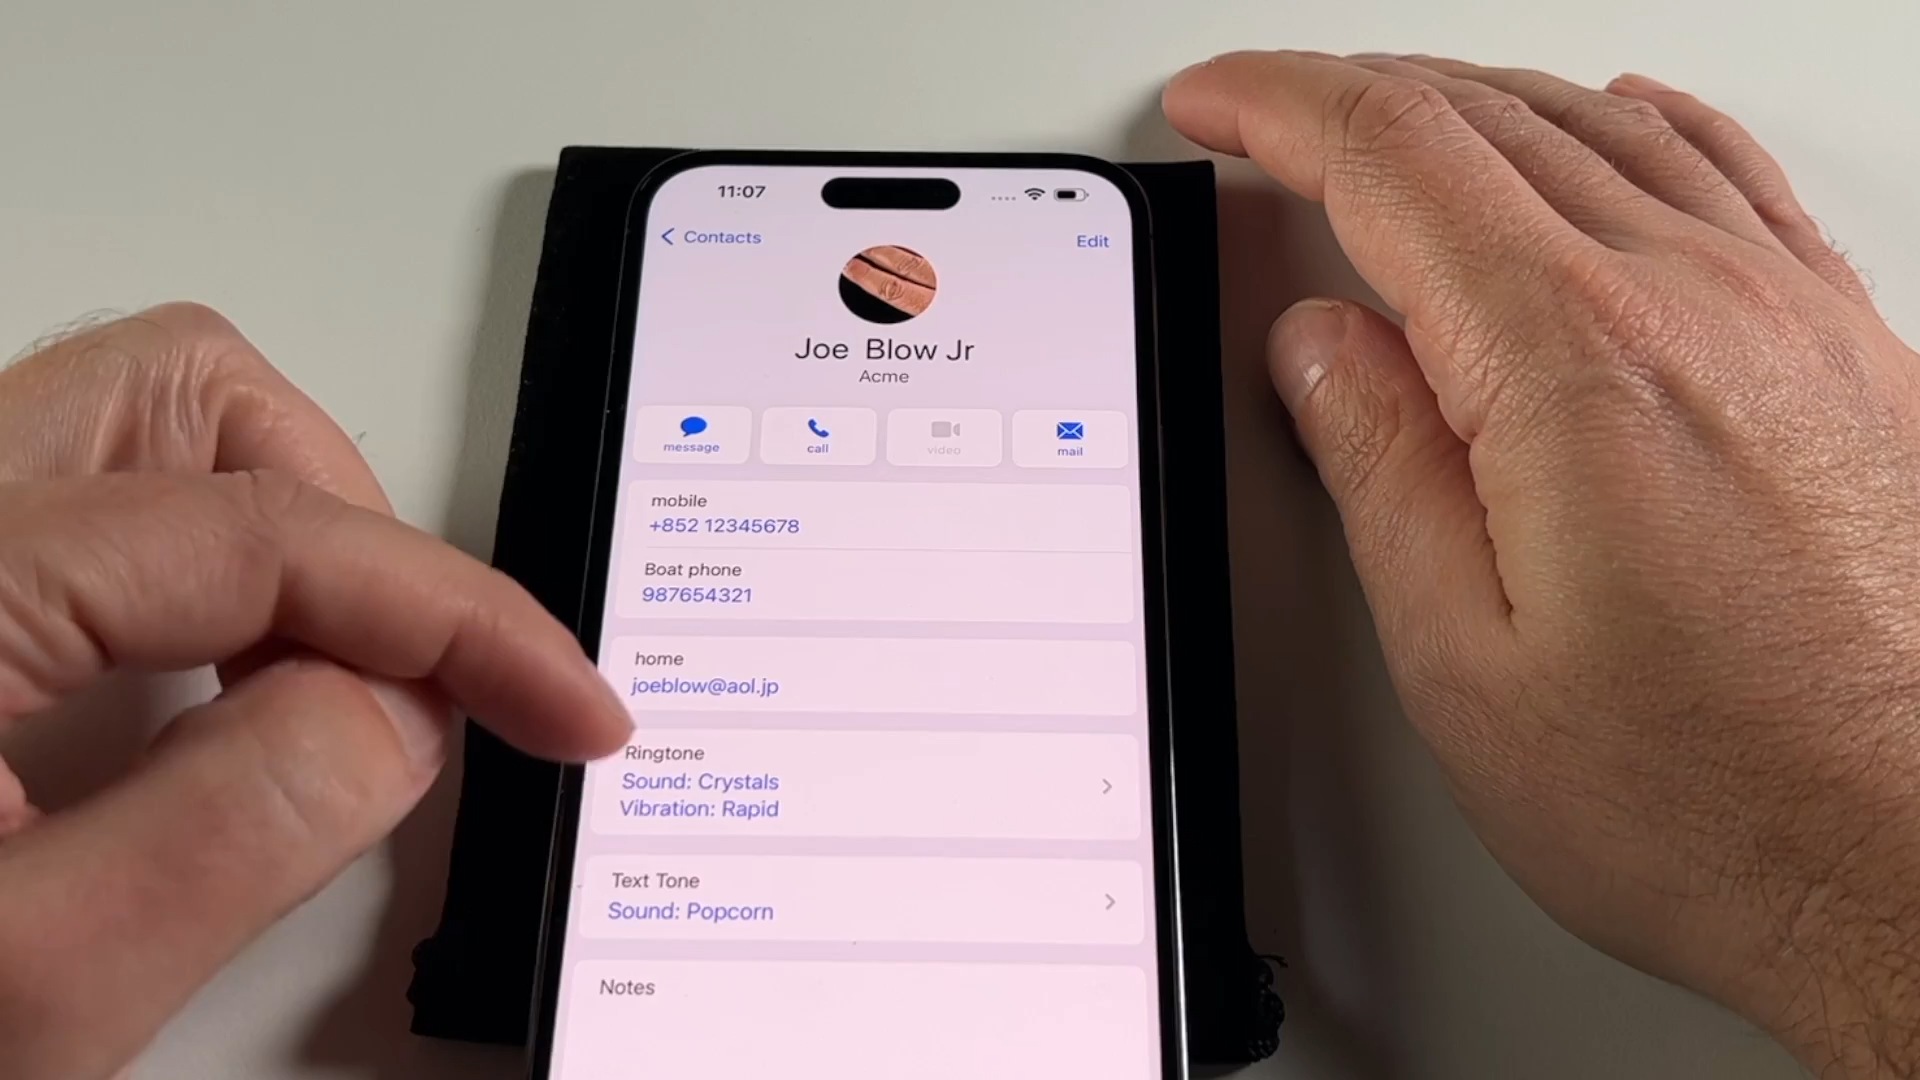 11:07
Contacts
Edit
Joe Blow Jr
Acme
message
call
video
mail
mobile
+852 12345678
Boat phone
987654321
home
joeblow@aol.jp
Ringtone
Sound: Crystals
Vibration: Rapid
Text Tone
Sound: Popcorn
Notes